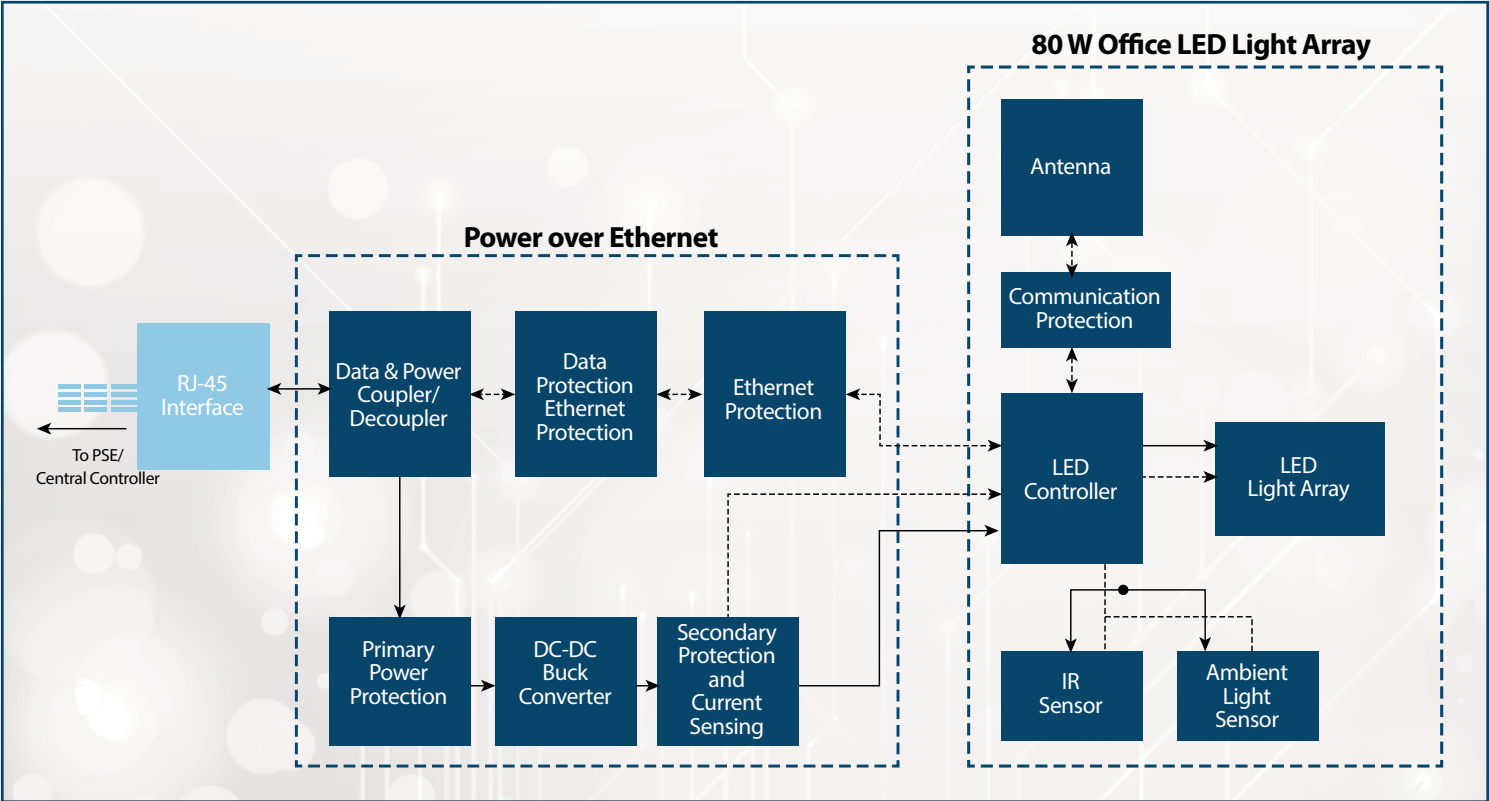 80 W Office LED Light Array
Antenna
Communication
Protection
Power over Ethernet
RJ-45
Interface
To PSE/
Central Controller
Data & Power
Coupler/
Decoupler
Data
Protection
Ethernet
Protection
Ethernet
Protection
LED
Controller
LED
Light Array
Primary
Power
Protection
DC-DC
Buck
Converter
Secondary
Protection
and
Current
Sensing
IR
Sensor
Ambient
Light
Sensor